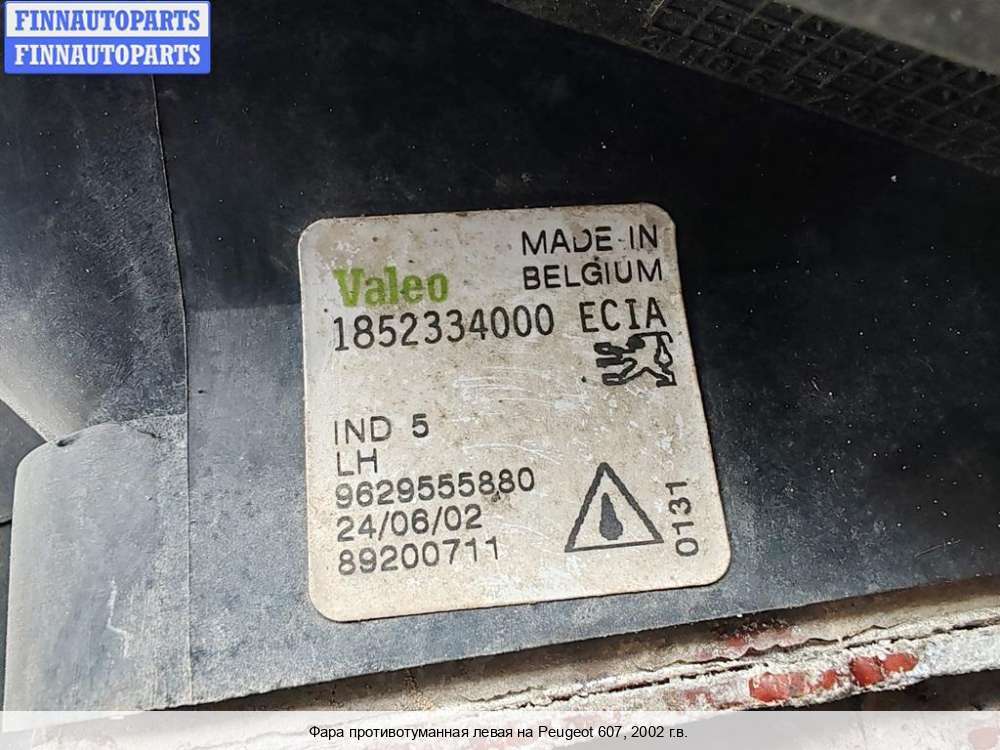 FINNAUTOPARTS
FINNAUTOPARTS
MADE IN
BELGIUM
Valeo
1852334000 ECIA
IND 5
LH
9629555880
24/06/02
89200711
0131
Фара противотуманная левая на Peugeot 607, 2002 г.в.